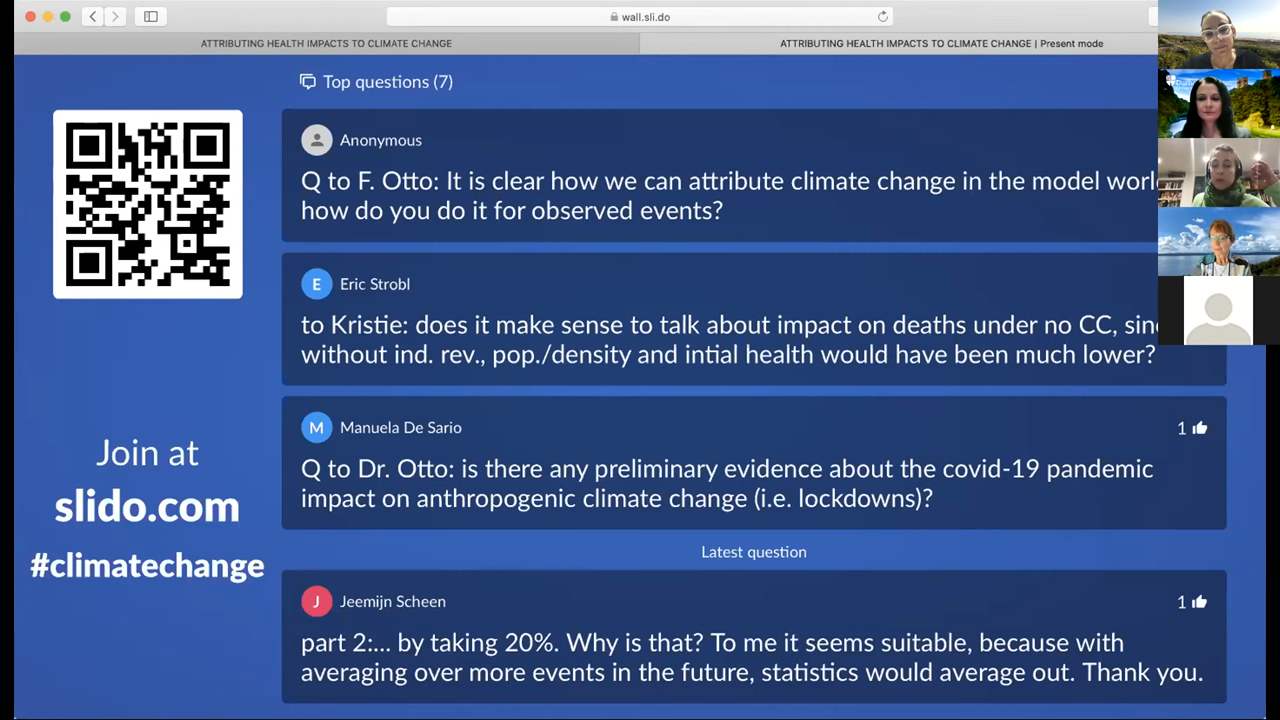 wall.sli.do
ATTRIBUTING HEALTH IMPACTS TO CLIMATE CHANGE
ATTRIBUTING HEALTH IMPACTS TO CLIMATE CHANGE | Present mode
Top questions (7)
Anonymous
Q to F. Otto: It is clear how we can attribute climate change in the model
how do you do it for observed events?
E
Eric Strobl
to Kristie: does it make sense to talk about impact on deaths under no CC,
without ind. rev., pop./density and intial health would have been much lower?
M
Manuela De Sario
1
Q to Dr. Otto: is there any preliminary evidence about the covid-19 pandemic
impact on anthropogenic climate change (i.e. lockdowns)?
Latest question
J
Jeemijn Scheen
1
part 2:... by taking 20%. Why is that? To me it seems suitable, because with
averaging over more events in the future, statistics would average out. Thank you.
Join at
slido.com
#climatechange